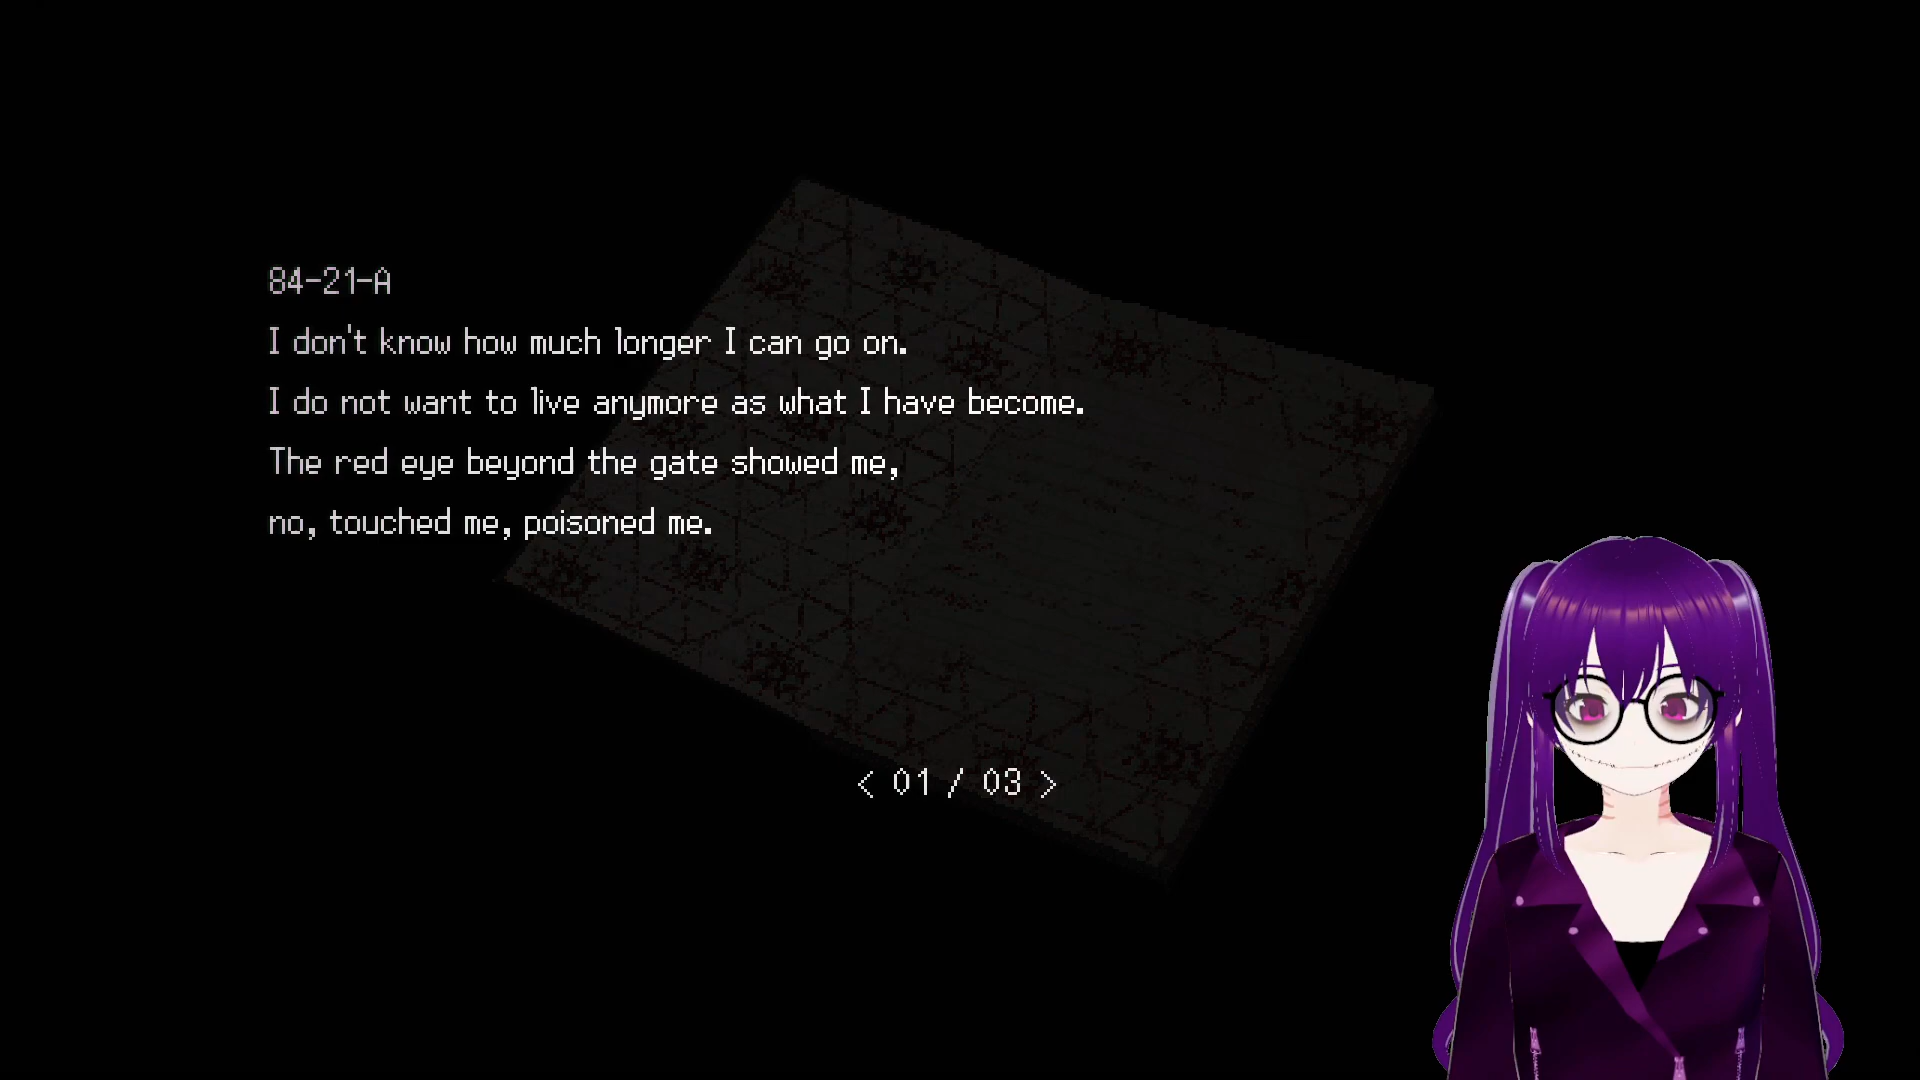 84-21-A
I don't know how much longer I can go on.
I do not want to live anymore as what I have become.
The red eye beyond the gate showed me,
no, touched me, poisoned me.
< 01 / 03 >